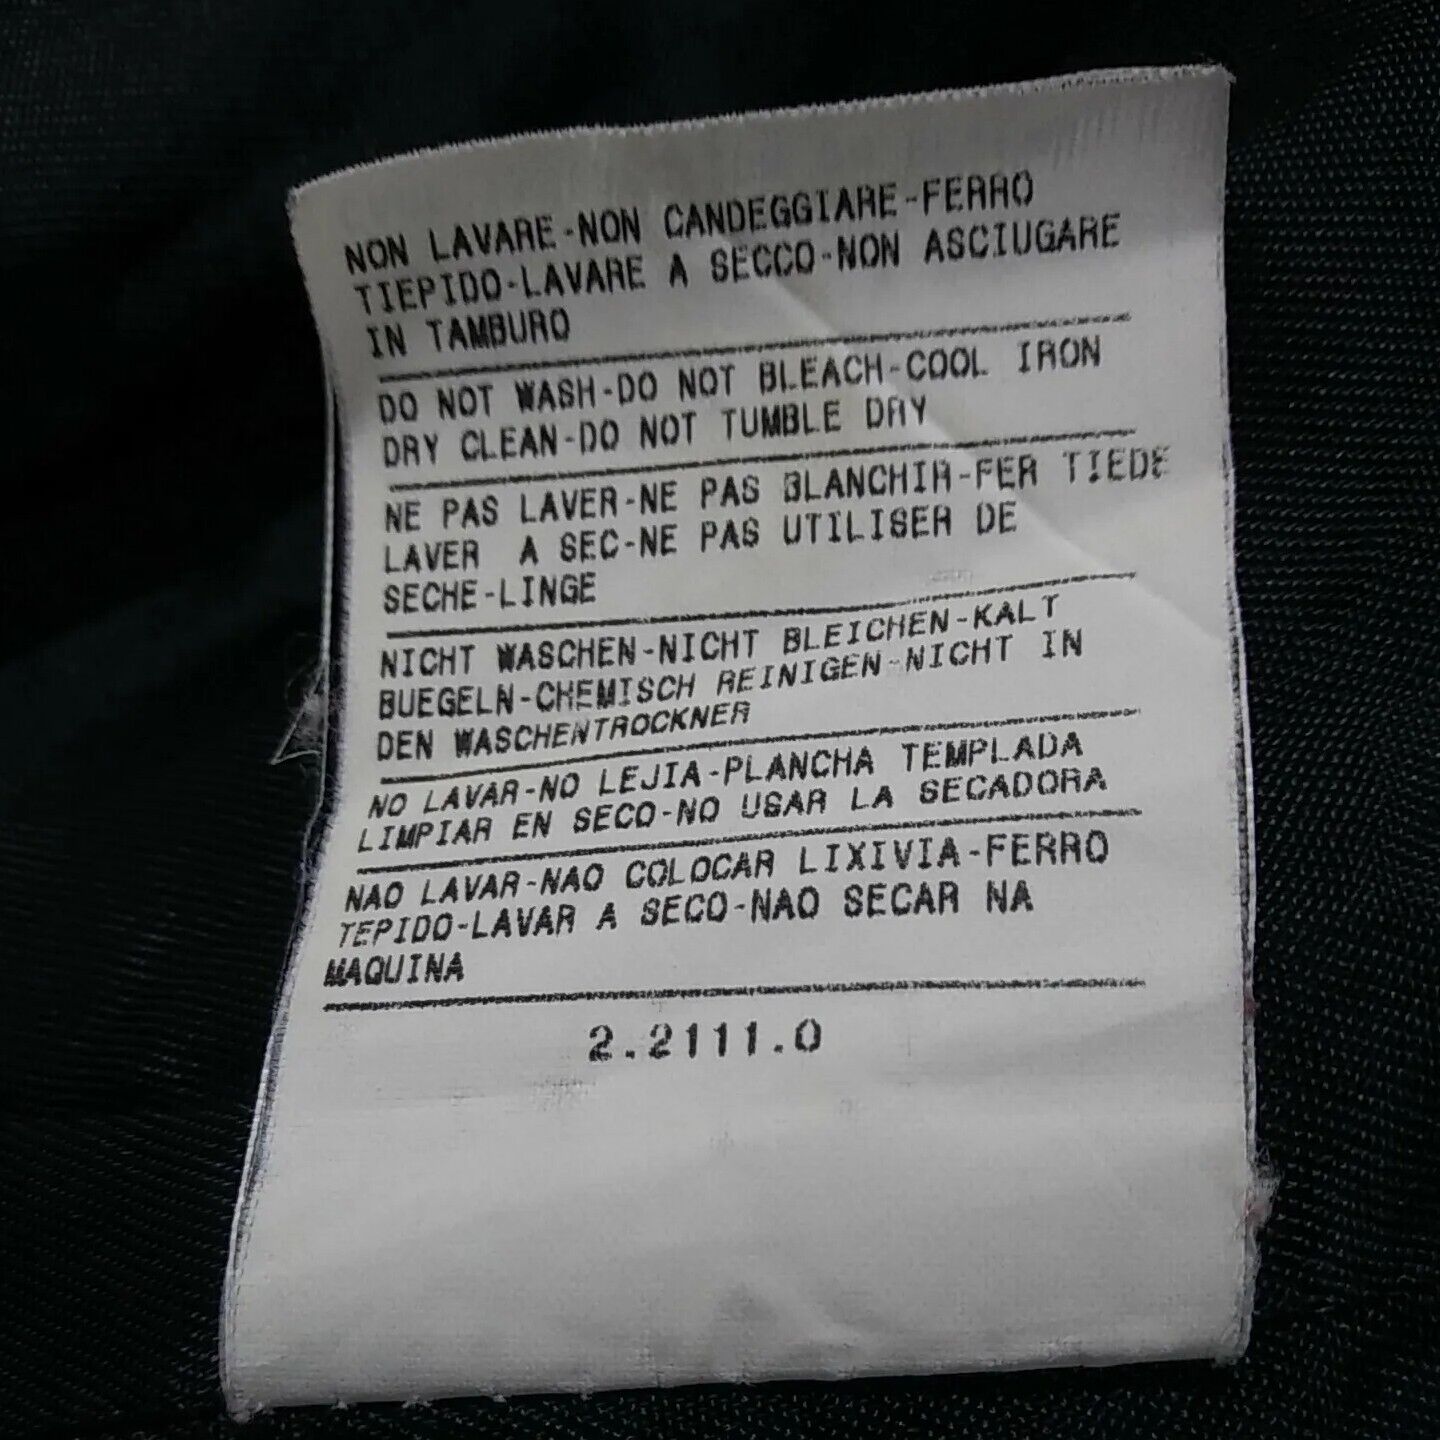 NON LAVARE-NON CANDEGGIARE-FERRO
TIEPIDO-LAVARE A SECCO-NON ASCIUGARE
IN TAMBURO
DO NOT WASH-DO NOT BLEACH-COOL IRON
DRY CLEAN-DO NOT TUMBLE DRY
NE PAS LAVER-NE PAS BLANCHIR-FER TIEDE
LAVER A SEC-NE PAS UTILISER DE
SECHE-LINGE
NICHT WASCHEN-NICHT BLEICHEN-KALT
BUEGELN-CHEMISCH REINIGEN-NICHT IN
DEN WASCHENTROCKNER
NO LAVAR-NO LEJIA-PLANCHA TEMPLADA
LIMPIAR EN SECO-NO USAR LA SECADORA
NAO LAVAR-NAO COLOCAR LIXIVIA-FERRO
TEPIDO-LAVAR A SECO-NAO SECAR NA
MAQUINA
2.2111.0